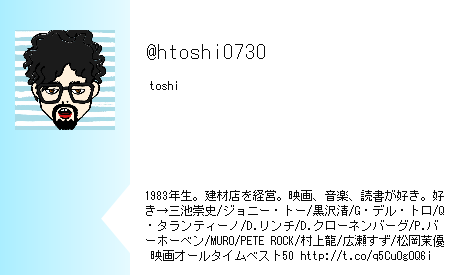 @htoshi0730
toshi
1983年生。建材店を経営。映画、音楽、読書が好き。好
き→三池崇史/ジョニー・トー/黒沢清/G・デル・トロ/Q
・タランティーノ/D.リンチ/D.クローネンバーグ/P.バ
ーホーベン/MURO/PETE ROCK/村上龍/広瀬すず/松岡茉優
映画オールタイムベスト50 http://t.co/q5CuOgOQ6i